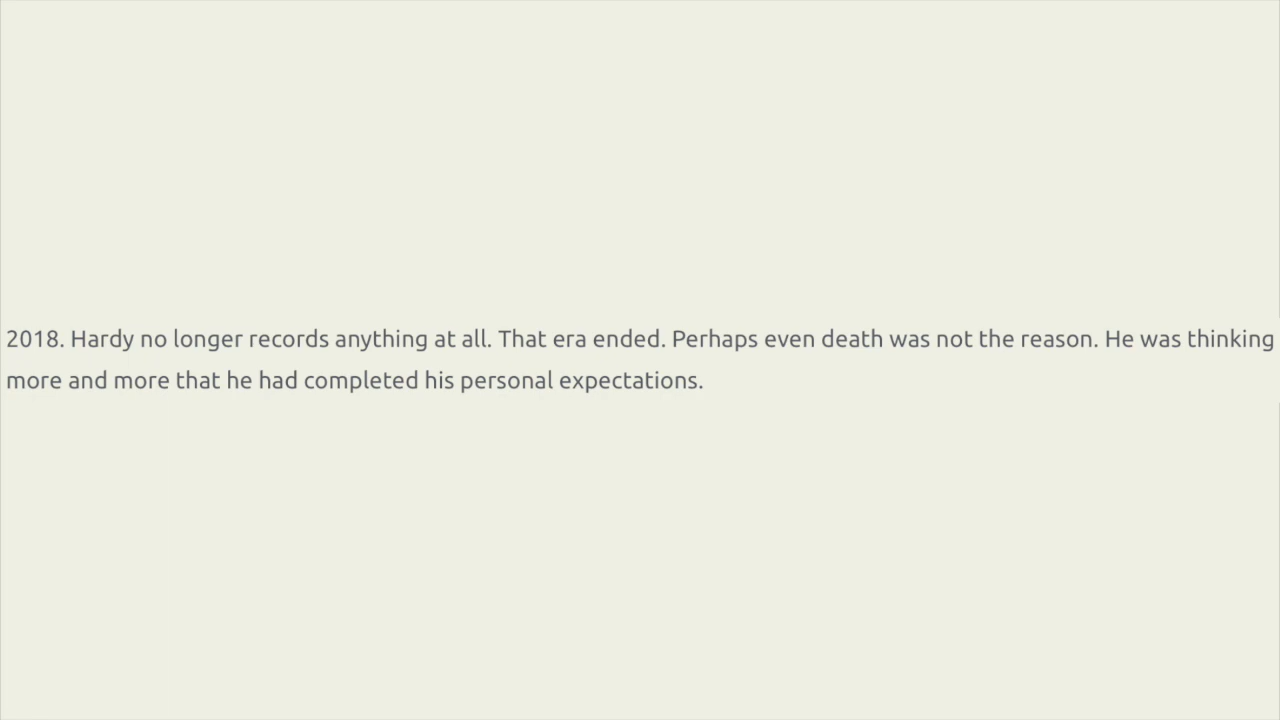 2018. Hardy no longer records anything at all. That era ended. Perhaps even death was not the reason. He was thinking
more and more that he had completed his personal expectations.